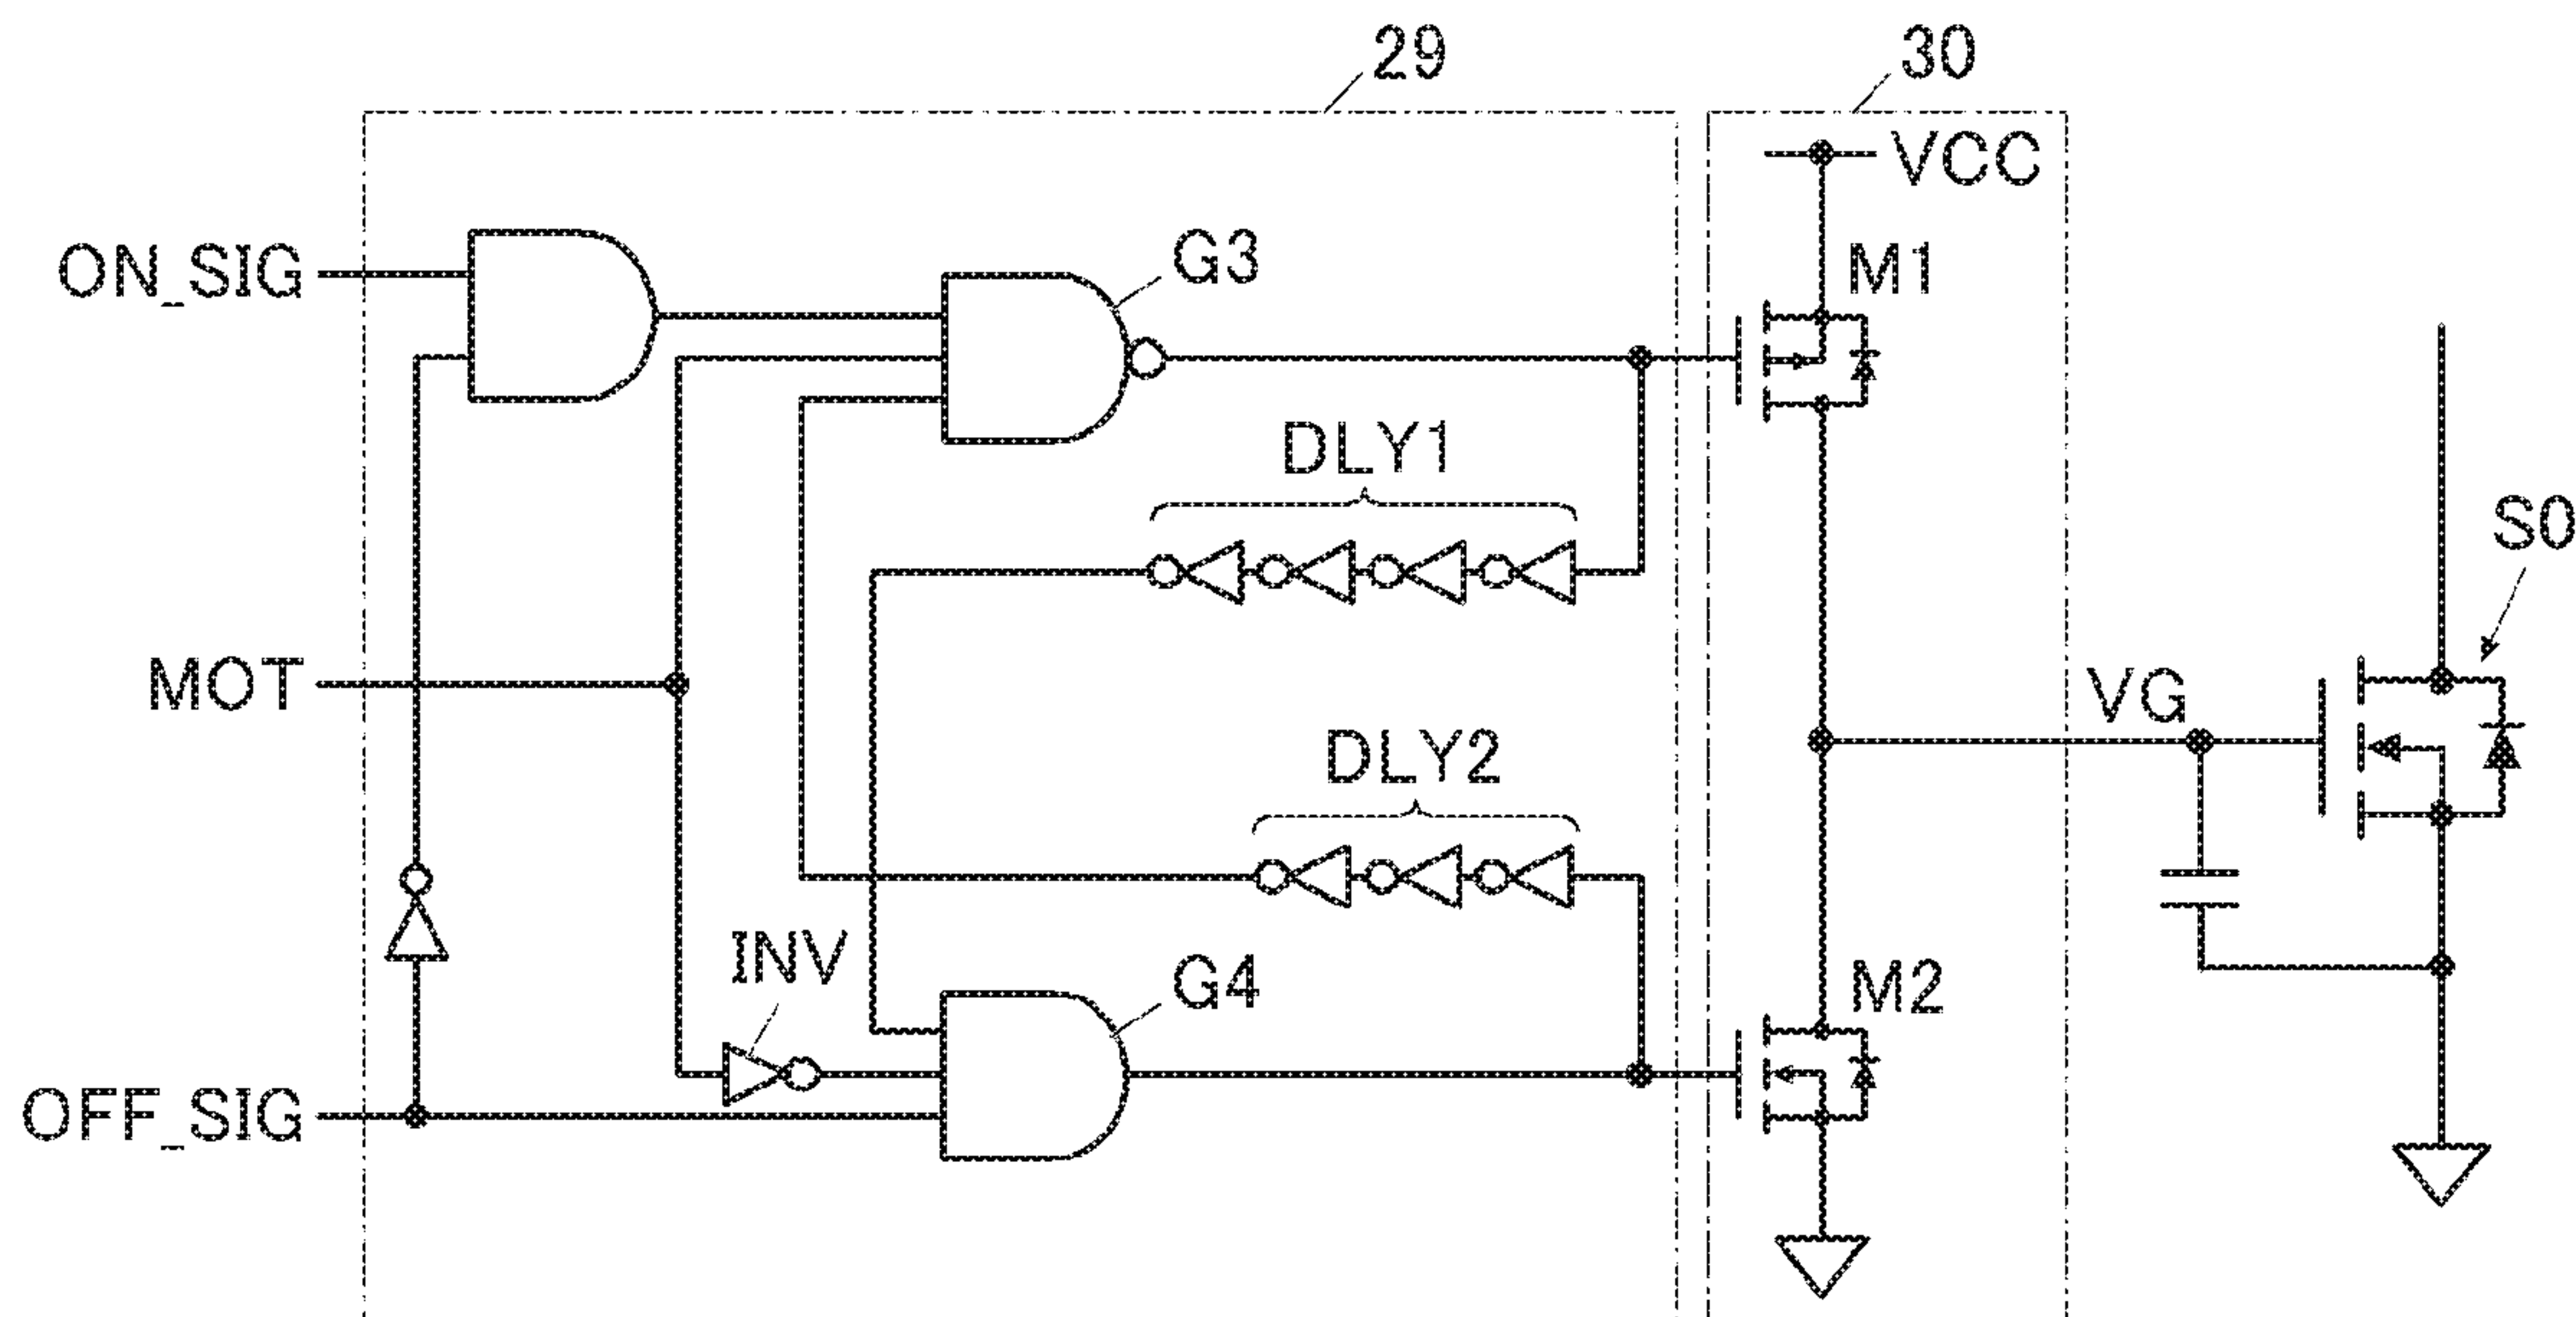 29
30
VCC
ON_SIG
G3
M1
DLY1
S0
MOT
VG
DLY2
INV
G4
M2
OFF_SIG